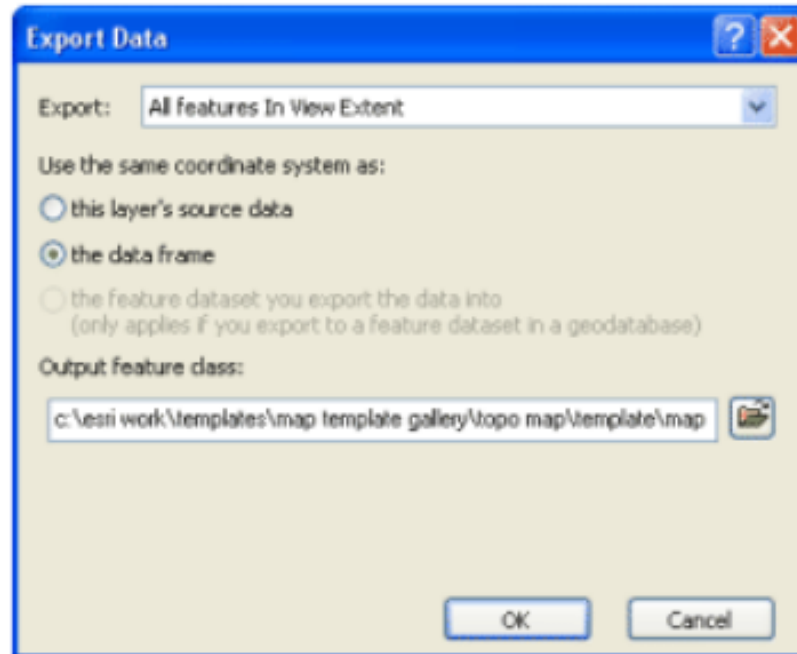 Export Data
Export: All features In View Extent
Use the same coordinate system as:
this layer's source data
the data frame
the feature dataset you export the data into
(only applies if you export to a feature dataset in a geodatabase)
Output feature class:
c:\esri work\templates\map template gallery\topo map\template\map
OK Cancel